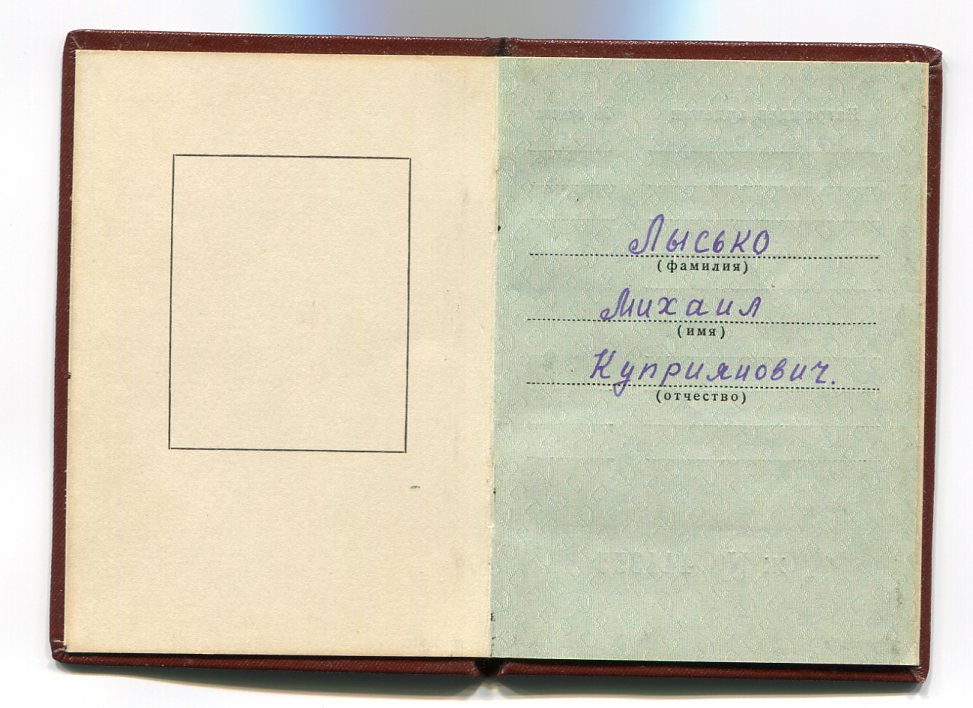 Лысько
(фамилия)
Михаил
(имя)
Куприянович.
(отчество)